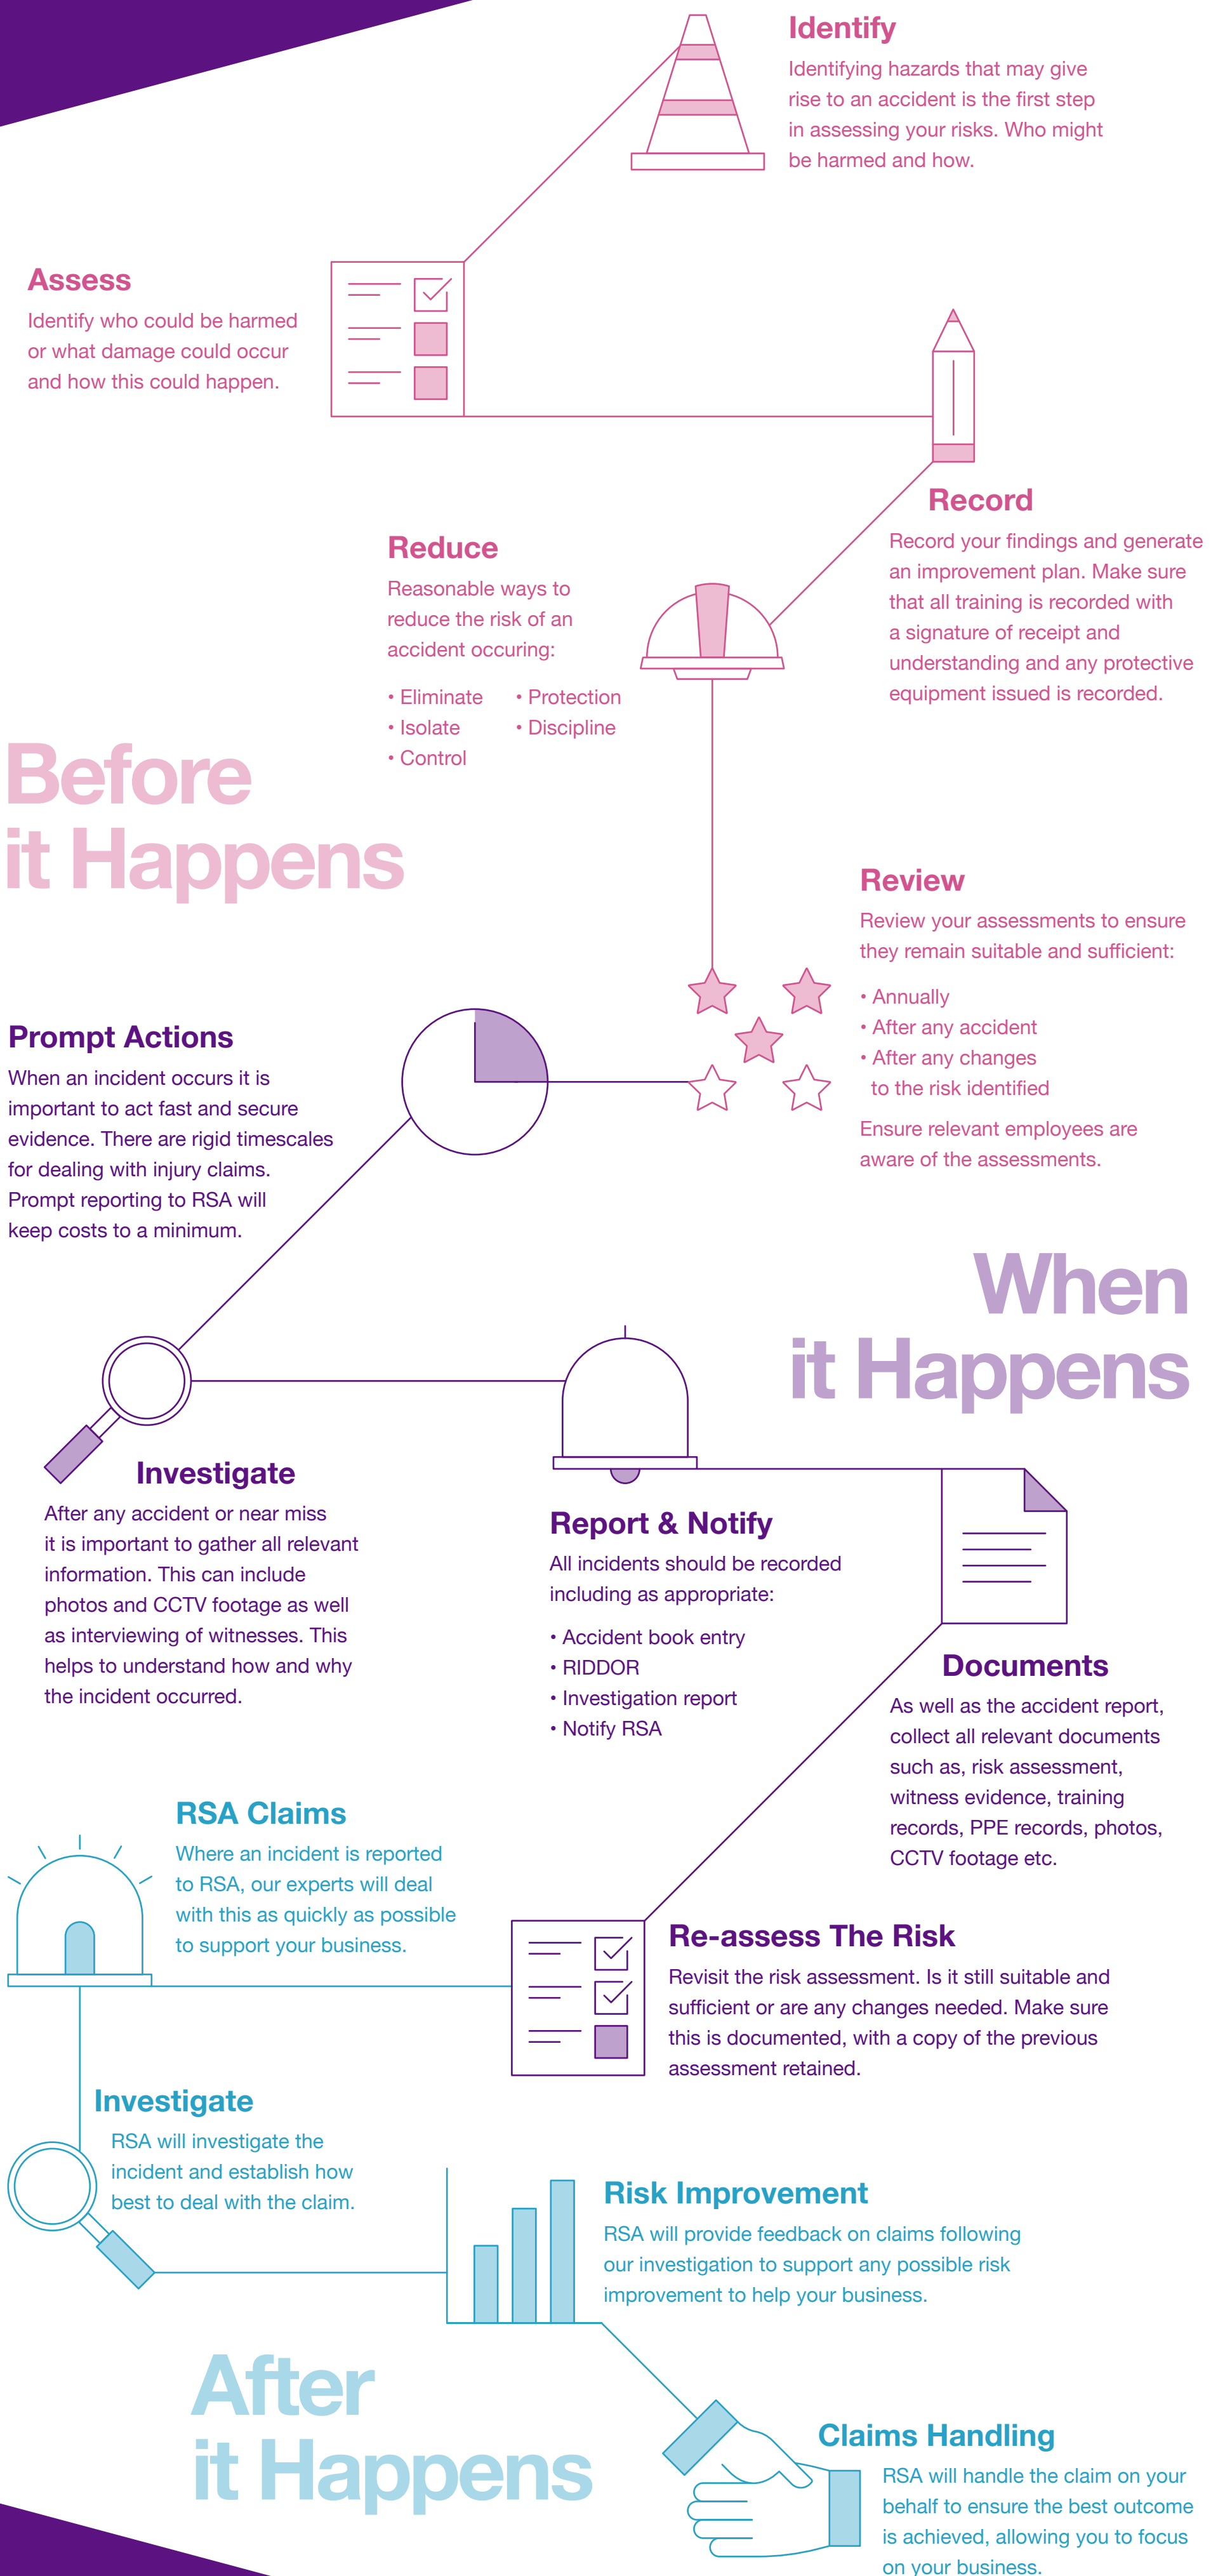 Identify
Identifying hazards that may give
rise to an accident is the first step
in assessing your risks. Who might
be harmed and how.
Assess
Identify who could be harmed
or what damage could occur
and how this could happen.
Record
Record your findings and generate
an improvement plan. Make sure
that all training is recorded with
a signature of receipt and
understanding and any protective
equipment issued is recorded.
Reduce
Reasonable ways to
reduce the risk of an
accident occuring:
• Eliminate
• Isolate
• Control
• Protection
• Discipline
Before
it Happens
Review
Review your assessments to ensure
they remain suitable and sufficient:
• Annually
• After any accident
• After any changes
to the risk identified
Ensure relevant employees are
aware of the assessments.
Prompt Actions
When an incident occurs it is
important to act fast and secure
evidence. There are rigid timescales
for dealing with injury claims.
Prompt reporting to RSA will
keep costs to a minimum.
When
it Happens
Investigate
After any accident or near miss
it is important to gather all relevant
information. This can include
photos and CCTV footage as well
as interviewing of witnesses. This
helps to understand how and why
the incident occurred.
Report & Notify
All incidents should be recorded
including as appropriate:
• Accident book entry
• RIDDOR
• Investigation report
• Notify RSA
Documents
As well as the accident report,
collect all relevant documents
such as, risk assessment,
witness evidence, training
records, PPE records, photos,
CCTV footage etc.
Re-assess The Risk
Revisit the risk assessment. Is it still suitable and
sufficient or are any changes needed. Make sure
this is documented, with a copy of the previous
assessment retained.
RSA Claims
Where an incident is reported
to RSA, our experts will deal
with this as quickly as possible
to support your business.
Investigate
RSA will investigate the
incident and establish how
best to deal with the claim.
Risk Improvement
RSA will provide feedback on claims following
our investigation to support any possible risk
improvement to help your business.
After
it Happens
Claims Handling
RSA will handle the claim on your
behalf to ensure the best outcome
is achieved, allowing you to focus
on your business.